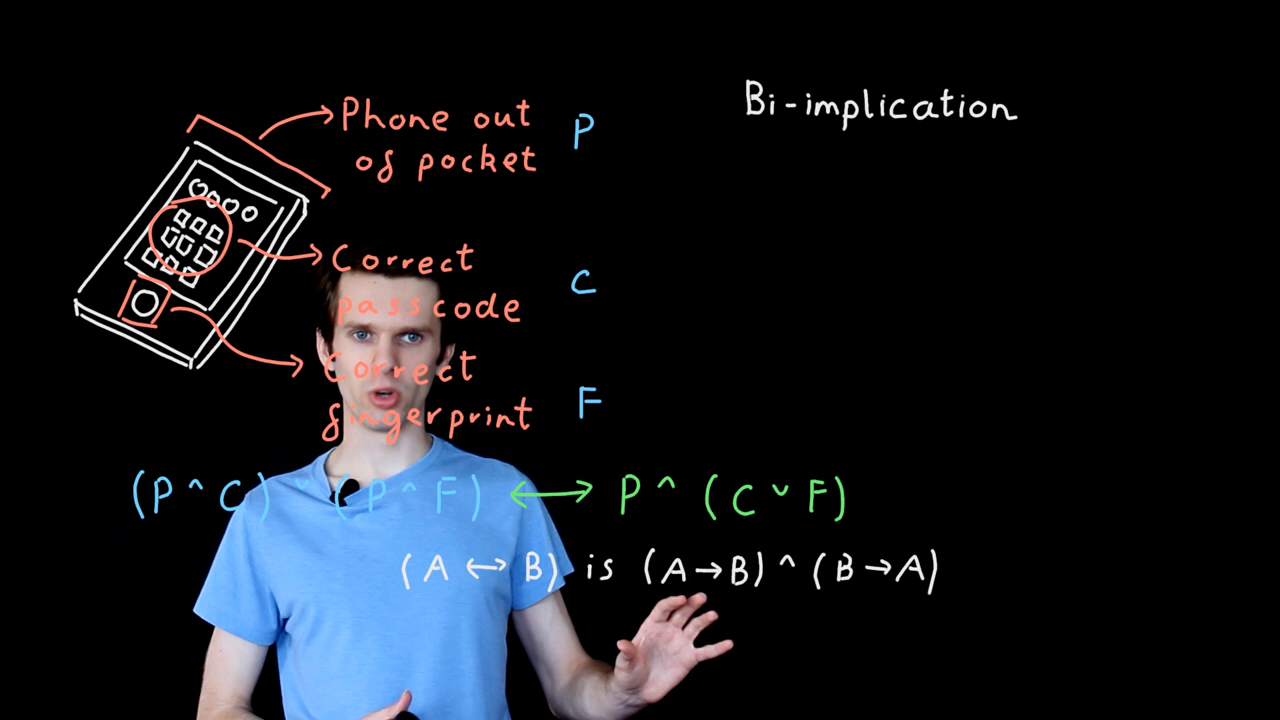 Bi-implication
Phone out
of pocket
P
Correct
passcode
C
Correct
fingerprint
F
(P ^ C) ˅ (P ^ F) ⟷ P ^ (C ˅ F)
(A ↔ B) is (A → B) ^ (B → A)